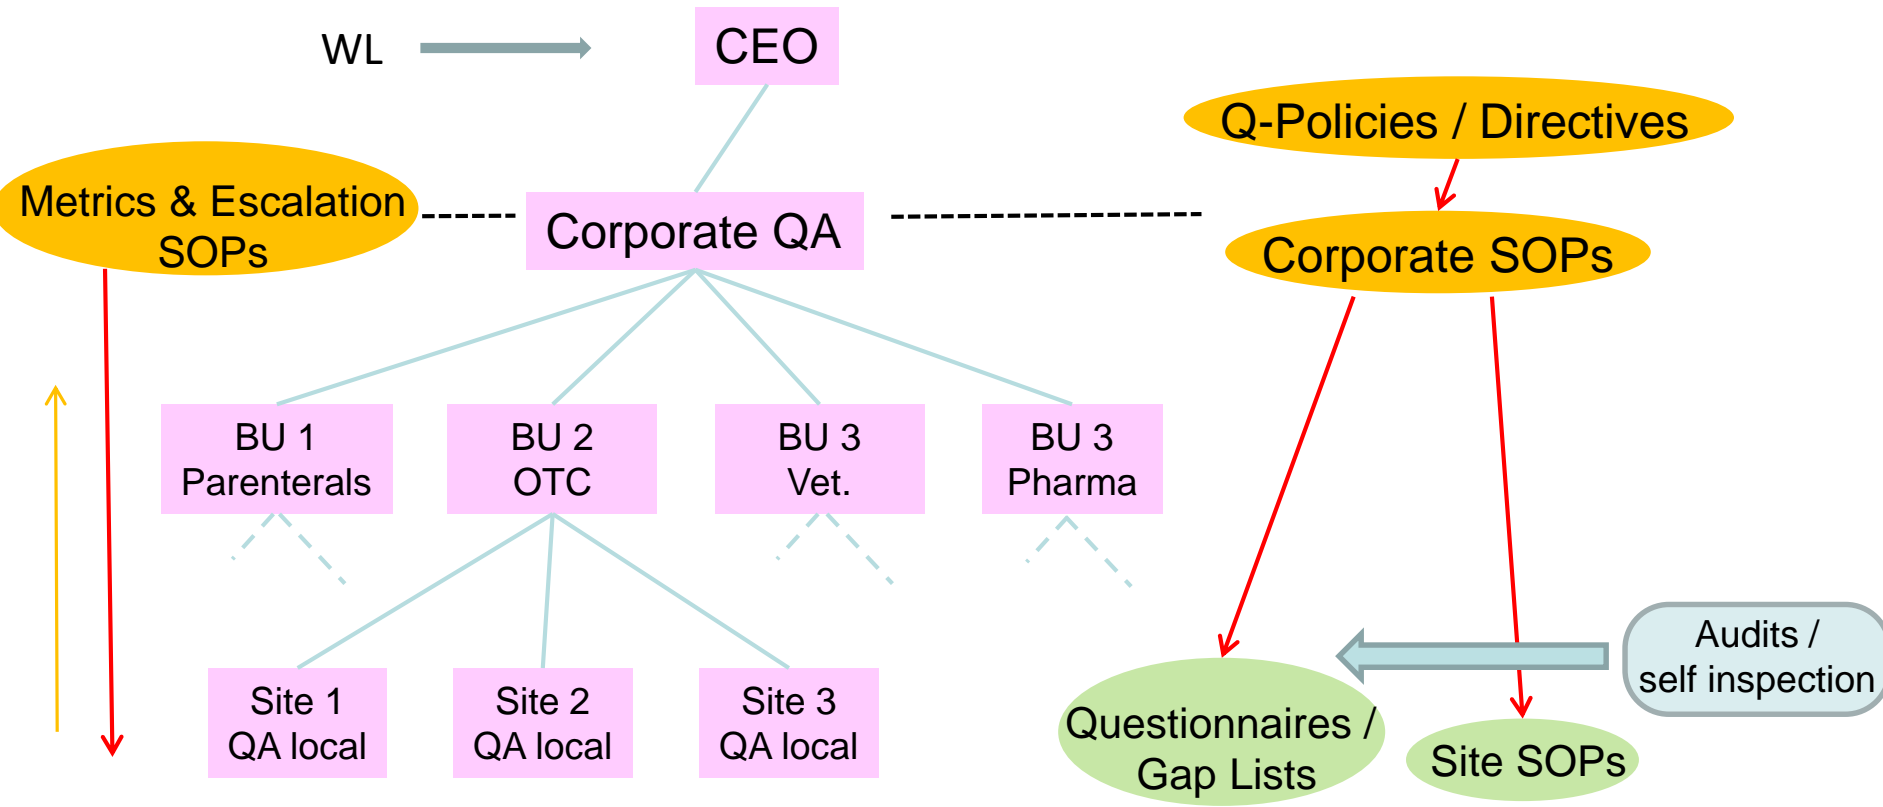 WL
CEO
Q-Policies / Directives
Metrics & Escalation
SOPs
Corporate QA
Corporate SOPs
BU 1
Parenterals
BU 2
OTC
BU 3
Vet.
BU 3
Pharma
Audits /
self inspection
Site 1
QA local
Site 2
QA local
Site 3
QA local
Questionnaires /
Gap Lists
Site SOPs